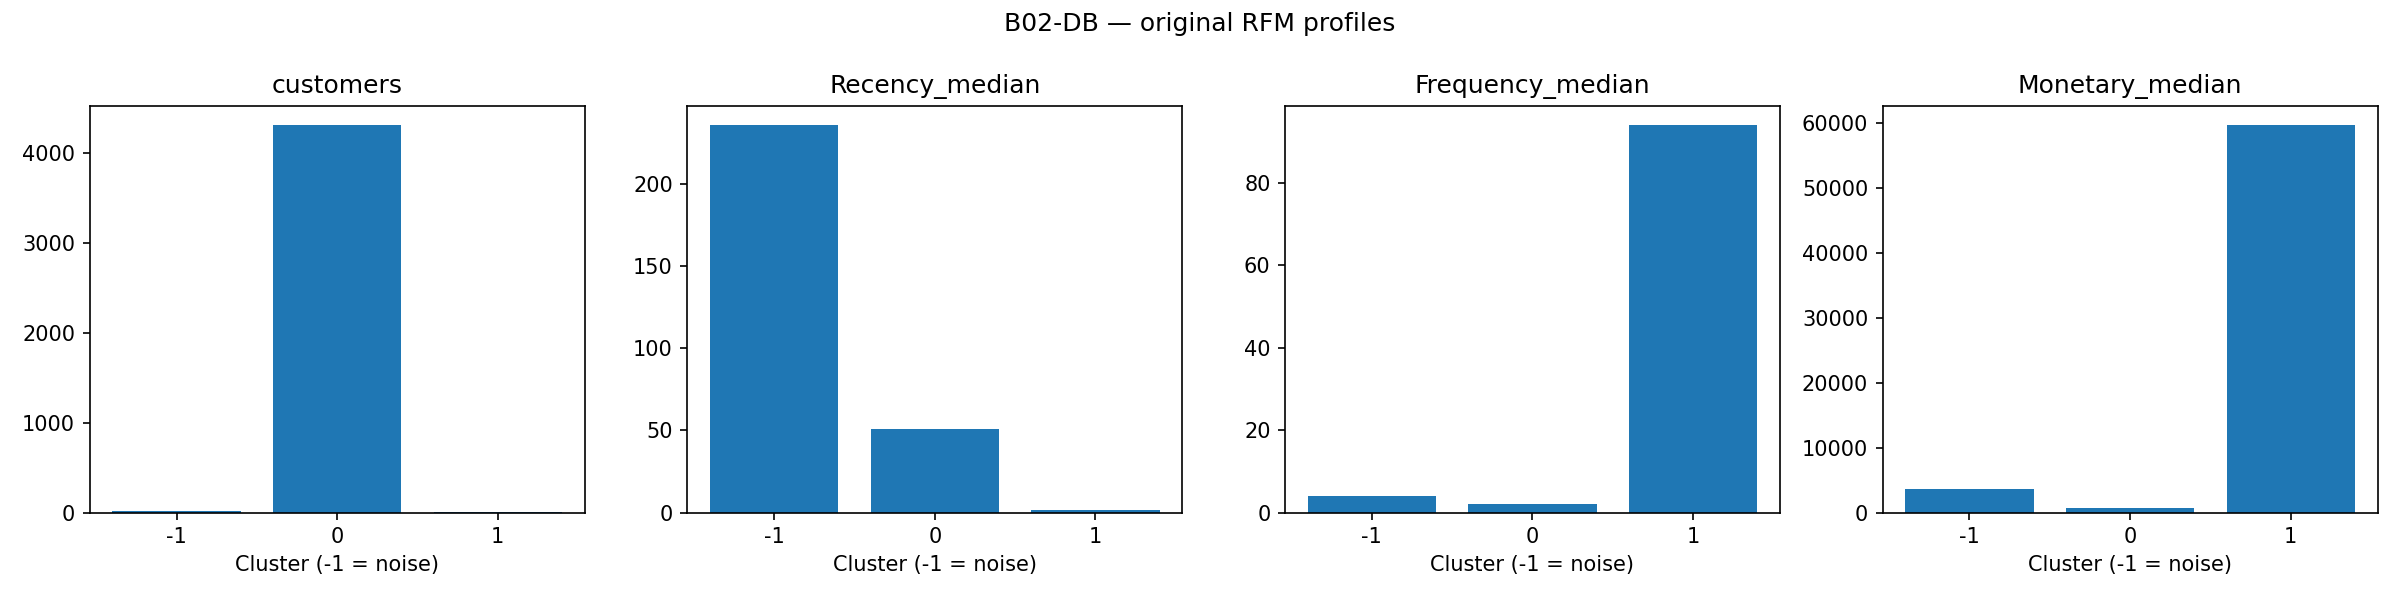 B02-DB — original RFM profiles
customers
4000
3000
2000
1000
0
-1 0 1
Cluster (-1 = noise)
Recency_median
200
150
100
50
0
-1 0 1
Cluster (-1 = noise)
Frequency_median
80
60
40
20
0
-1 0 1
Cluster (-1 = noise)
Monetary_median
60000
50000
40000
30000
20000
10000
0
-1 0 1
Cluster (-1 = noise)